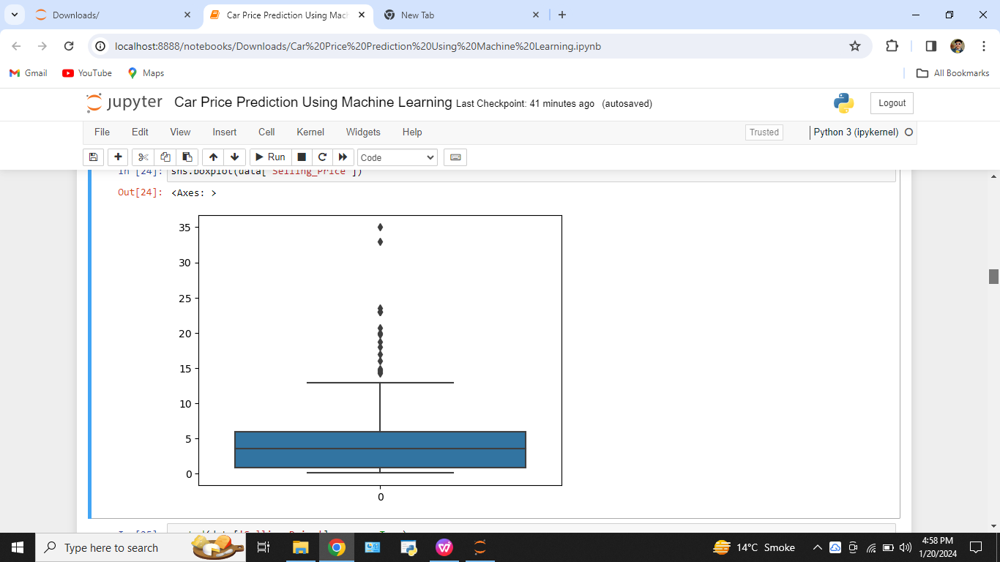 Downloads/
Car Price Prediction Using Mach
New Tab
localhost:8888/notebooks/Downloads/Car%20Price%20Prediction%20Using%20Machine%20Learning.ipynb
Gmail YouTube Maps All Bookmarks
jupyter Car Price Prediction Using Machine Learning Last Checkpoint: 41 minutes ago (autosaved) Logout
File Edit View Insert Cell Kernel Widgets Help Trusted Python 3 (ipykernel)
Run Code
In [24]: sns.boxplot(data['Selling_Price'])
Out[24]: <Axes: >
35
30
25
20
15
10
5
0
0
Type here to search
14°C Smoke
4:58 PM
1/20/2024